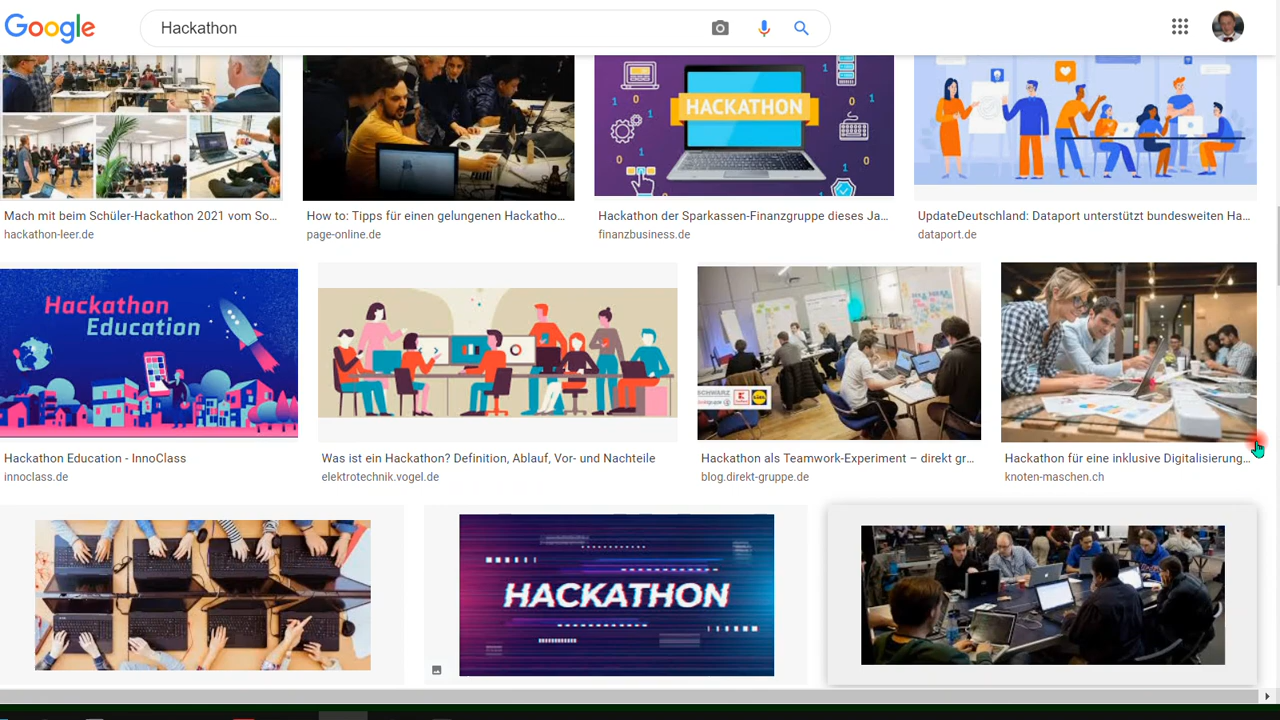 Google
Hackathon
HACKATHON
Mach mit beim Schüler-Hackathon 2021 vom So...
hackathon-leer.de
How to: Tipps für einen gelungenen Hackatho...
page-online.de
Hackathon der Sparkassen-Finanzgruppe dieses Ja...
finanzbusiness.de
UpdateDeutschland: Dataport unterstützt bundesweiten Ha...
dataport.de
Hackathon
Education
Hackathon Education - InnoClass
innoclass.de
Was ist ein Hackathon? Definition, Ablauf, Vor- und Nachteile
elektrotechnik.vogel.de
Hackathon als Teamwork-Experiment – direkt gr...
blog.direkt-gruppe.de
Hackathon für eine inklusive Digitalisierung...
knoten-maschen.ch
HACKATHON